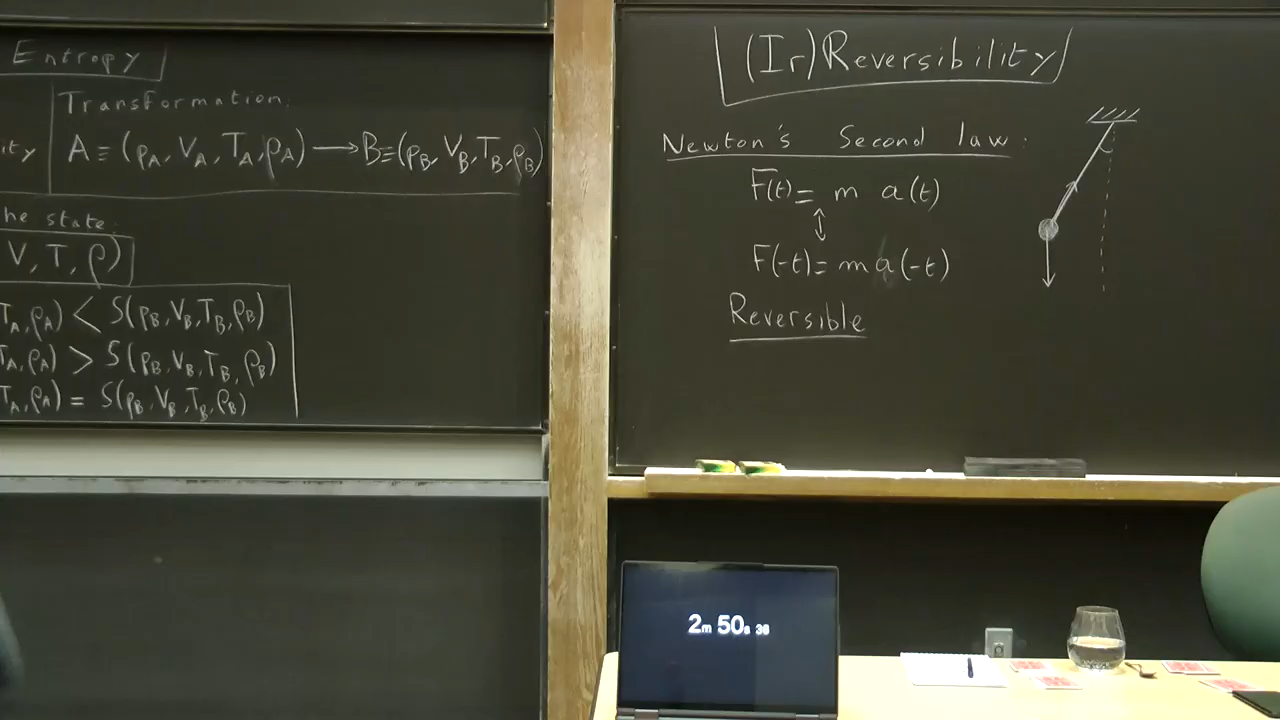 Entropy
Transformation:
ity
A ≡ (p_A, V_A, T_A, ρ_A) ⟶ B ≡ (p_B, V_B, T_B, ρ_B)
he state:
V, T, ρ)
T_A, ρ_A) < S(p_B, V_B, T_B, ρ_B)
T_A, ρ_A) > S(p_B, V_B, T_B, ρ_B)
T_A, ρ_A) = S(p_B, V_B, T_B, ρ_B)
(Ir)Reversibility
Newton's Second law:
F(t) = m a(t)
↕
F(-t) = m a(-t)
Reversible
2m 50s 36